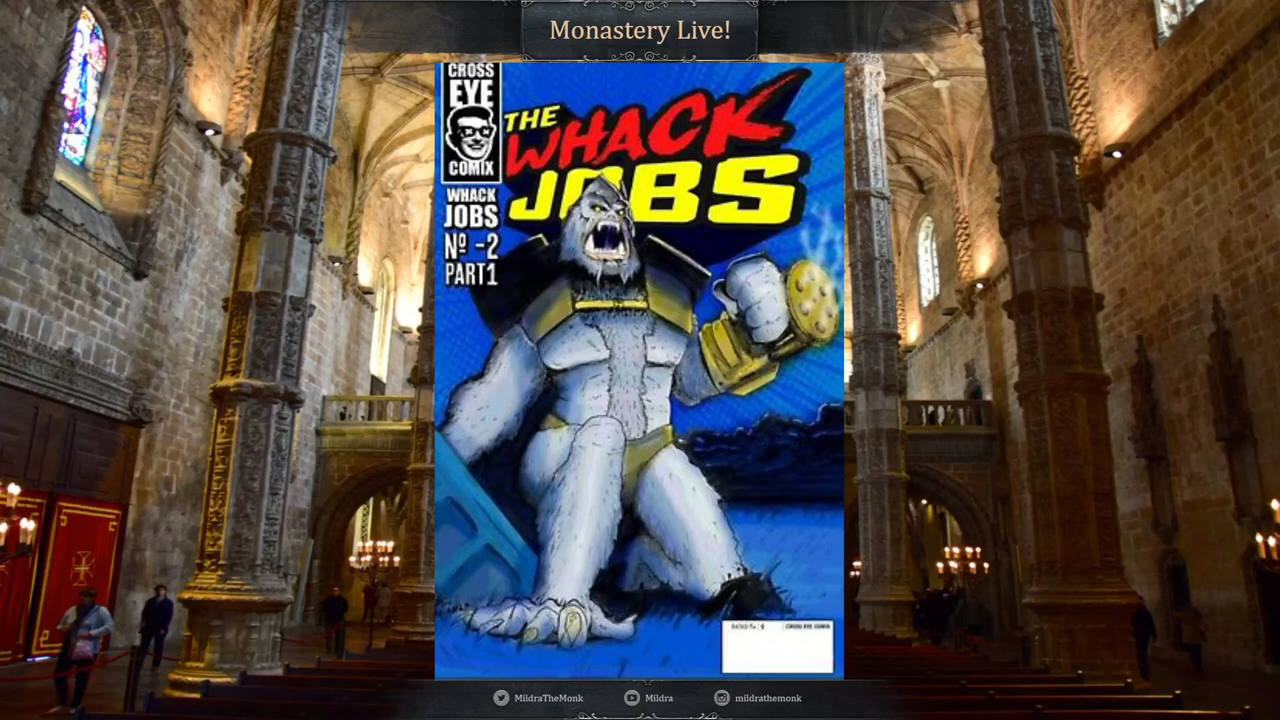 Monastery Live!
CROSS
EYE
COMIX
THE
WHACK
JOBS
WHACK
JOBS
Nº -2
PART1
CROSS EYE COMIX
MildraTheMonk
Mildra
mildrathemonk